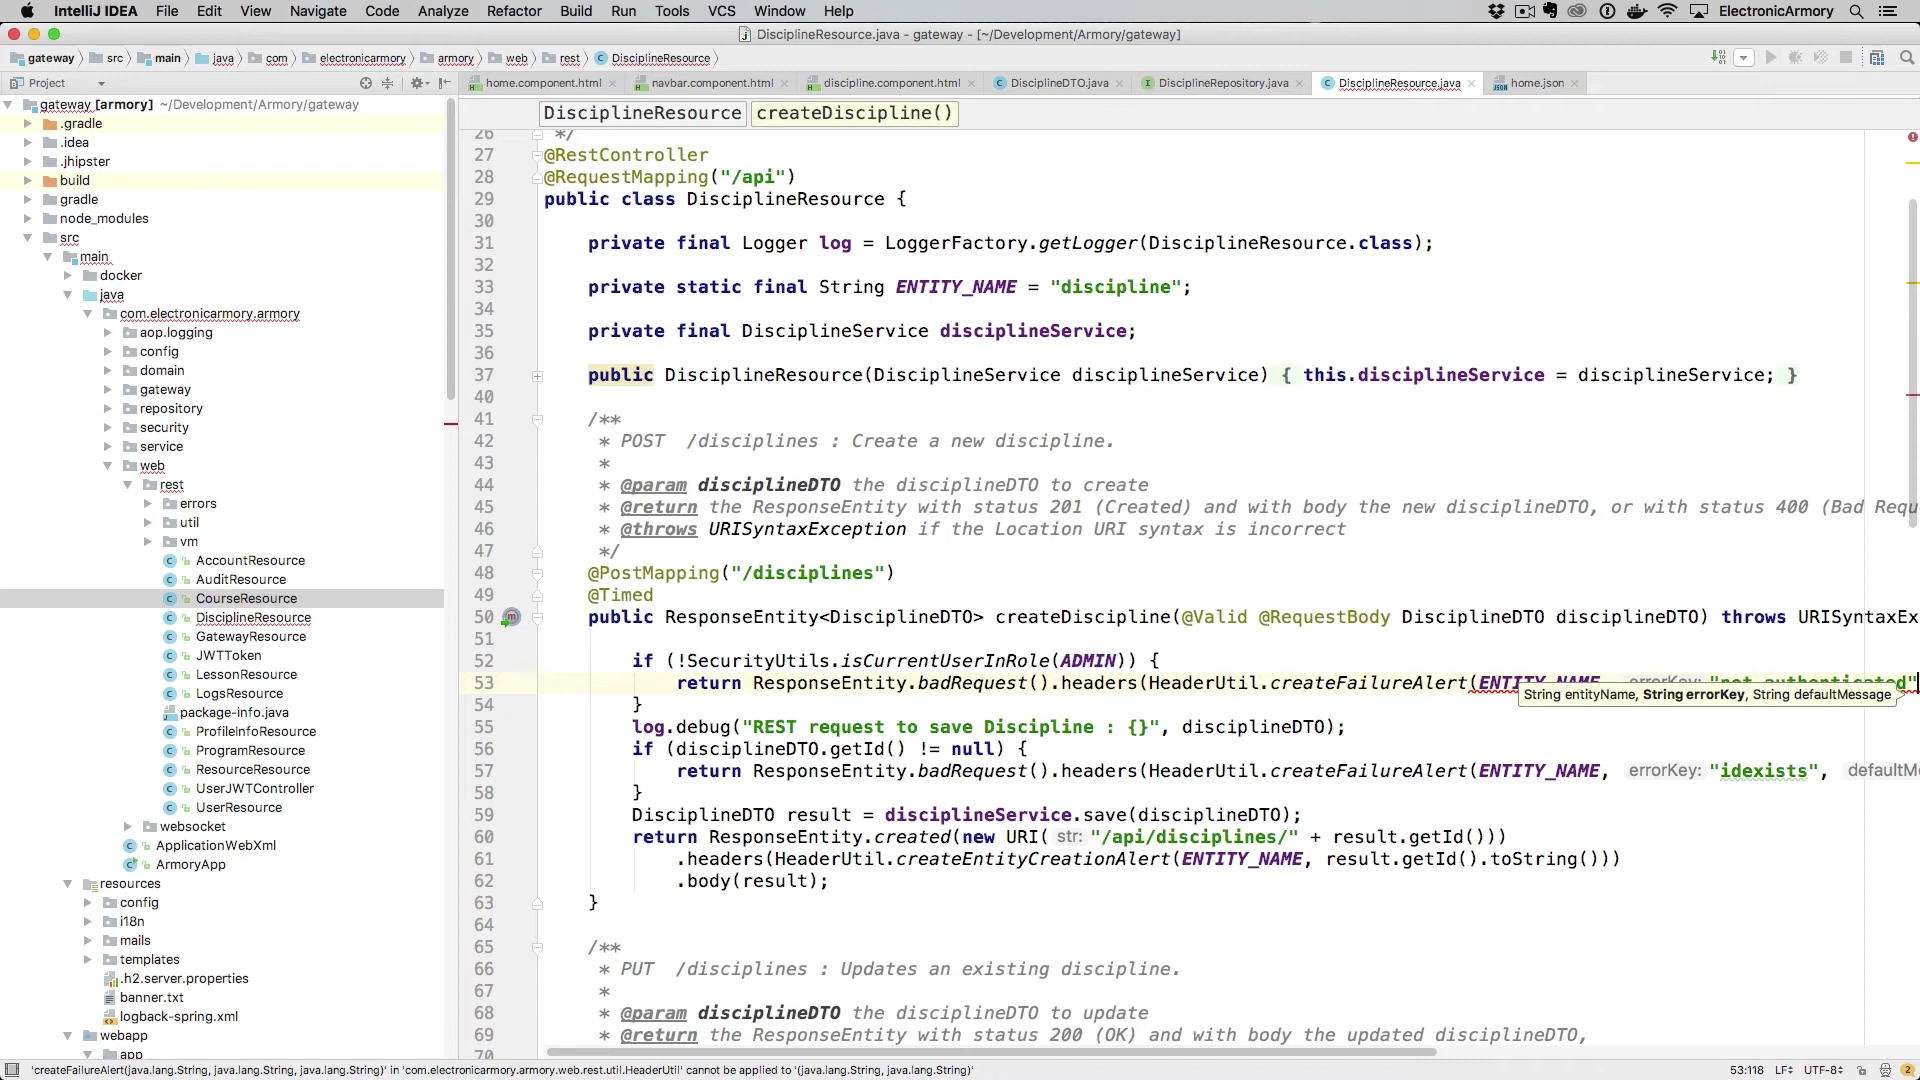 IntelliJ IDEA File Edit View Navigate Code Analyze Refactor Build Run Tools VCS Window Help ElectronicArmory
DisciplineResource.java - gateway - [~/Development/Armory/gateway]
gateway src main java com electronicarmory armory web rest DisciplineResource
Project home.component.html navbar.component.html discipline.component.html DisciplineDTO.java DisciplineRepository.java DisciplineResource.java home.json
gateway [armory] ~/Development/Armory/gateway
.gradle
.idea
.jhipster
build
gradle
node_modules
src
main
docker
java
com.electronicarmory.armory
aop.logging
config
domain
gateway
repository
security
service
web
rest
errors
util
vm
AccountResource
AuditResource
CourseResource
DisciplineResource
GatewayResource
JWTToken
LessonResource
LogsResource
package-info.java
ProfileInfoResource
ProgramResource
ResourceResource
UserJWTController
UserResource
websocket
ApplicationWebXml
ArmoryApp
resources
config
i18n
mails
templates
.h2.server.properties
banner.txt
logback-spring.xml
webapp
app
DisciplineResource createDiscipline()
26 */
27 @RestController
28 @RequestMapping("/api")
29 public class DisciplineResource {
30
31 private final Logger log = LoggerFactory.getLogger(DisciplineResource.class);
32
33 private static final String ENTITY_NAME = "discipline";
34
35 private final DisciplineService disciplineService;
36
37 public DisciplineResource(DisciplineService disciplineService) { this.disciplineService = disciplineService; }
40
41 /**
42 * POST /disciplines : Create a new discipline.
43 *
44 * @param disciplineDTO the disciplineDTO to create
45 * @return the ResponseEntity with status 201 (Created) and with body the new disciplineDTO, or with status 400 (Bad Requ
46 * @throws URISyntaxException if the Location URI syntax is incorrect
47 */
48 @PostMapping("/disciplines")
49 @Timed
50 public ResponseEntity<DisciplineDTO> createDiscipline(@Valid @RequestBody DisciplineDTO disciplineDTO) throws URISyntaxEx
51
52 if (!SecurityUtils.isCurrentUserInRole(ADMIN)) {
53 return ResponseEntity.badRequest().headers(HeaderUtil.createFailureAlert(ENTITY_NAME, errorKey: "not authenticated"
String entityName, String errorKey, String defaultMessage
54 }
55 log.debug("REST request to save Discipline : {}", disciplineDTO);
56 if (disciplineDTO.getId() != null) {
57 return ResponseEntity.badRequest().headers(HeaderUtil.createFailureAlert(ENTITY_NAME, errorKey: "idexists", defaultMe
58 }
59 DisciplineDTO result = disciplineService.save(disciplineDTO);
60 return ResponseEntity.created(new URI( str: "/api/disciplines/" + result.getId()))
61 .headers(HeaderUtil.createEntityCreationAlert(ENTITY_NAME, result.getId().toString()))
62 .body(result);
63 }
64
65 /**
66 * PUT /disciplines : Updates an existing discipline.
67 *
68 * @param disciplineDTO the disciplineDTO to update
69 * @return the ResponseEntity with status 200 (OK) and with body the updated disciplineDTO,
70
'createFailureAlert(java.lang.String, java.lang.String, java.lang.String)' in 'com.electronicarmory.armory.web.rest.util.HeaderUtil' cannot be applied to '(java.lang.String, java.lang.String)' 53:118 LF UTF-8 2